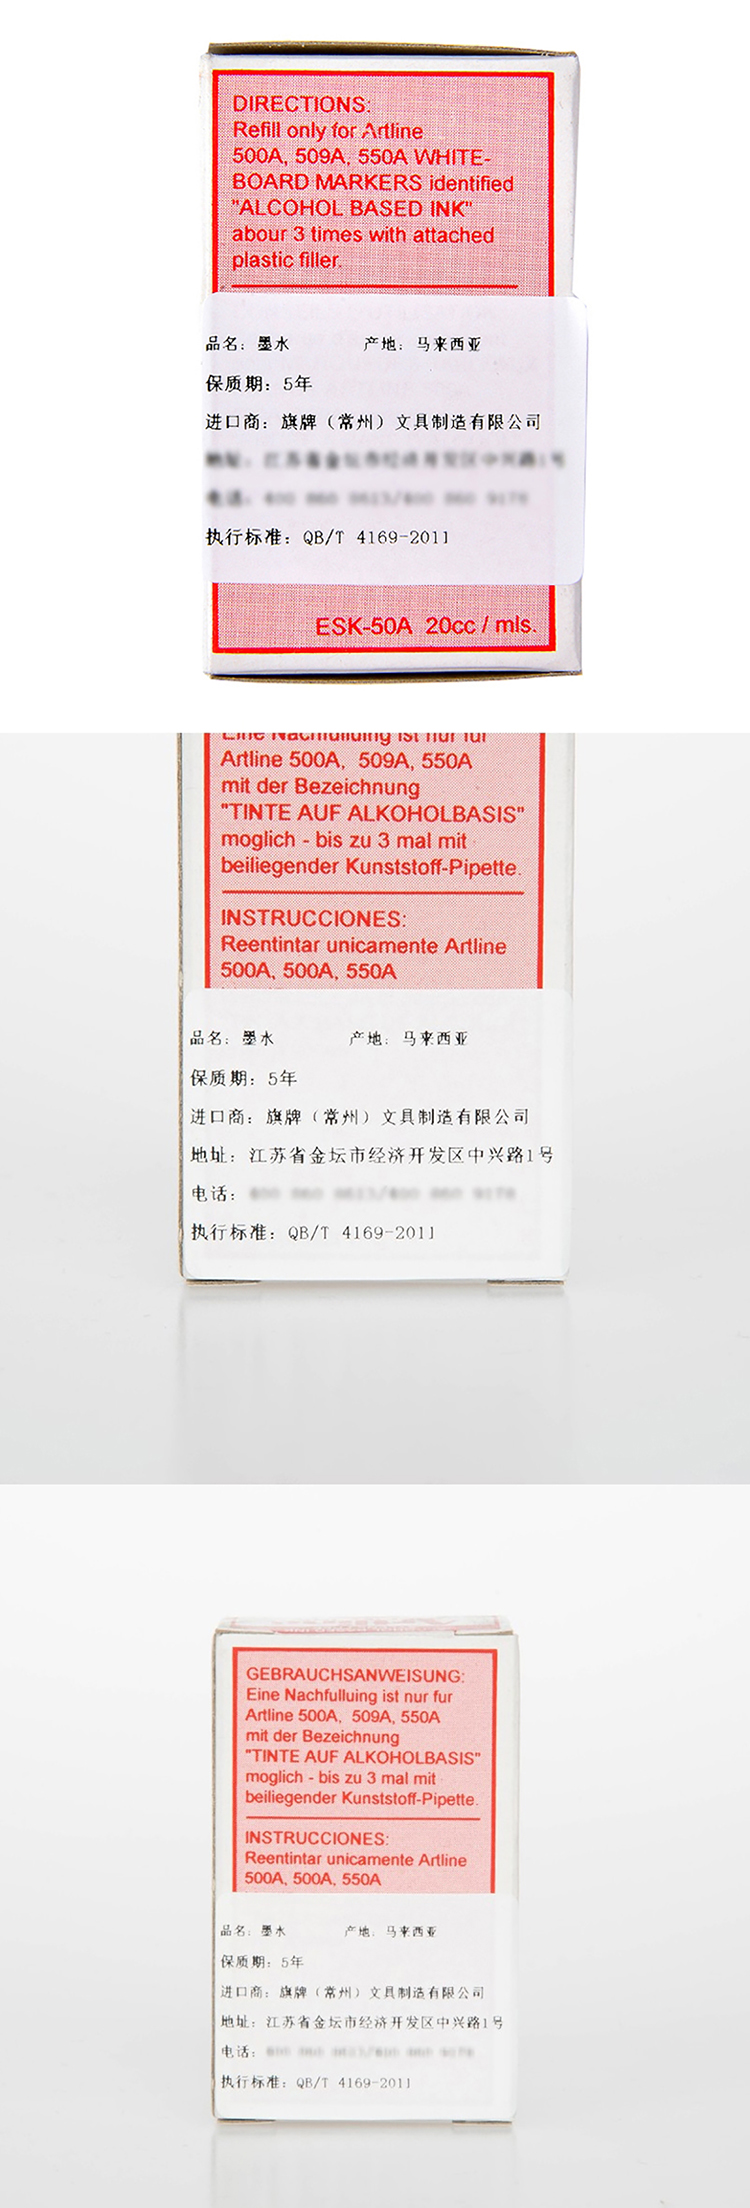 DIRECTIONS:
Refill only for Artline
500A, 509A, 550A WHITE-
BOARD MARKERS identified
"ALCOHOL BASED INK"
abour 3 times with attached
plastic filler.
品名: 墨水 产地: 马来西亚
保质期: 5年
进口商: 旗牌（常州）文具制造有限公司
执行标准: QB/T 4169-2011
ESK-50A 20cc / mls.
Eine Nachfulluing ist nur fur
Artline 500A, 509A, 550A
mit der Bezeichnung
"TINTE AUF ALKOHOLBASIS"
moglich - bis zu 3 mal mit
beiliegender Kunststoff-Pipette.
INSTRUCCIONES:
Reentintar unicamente Artline
500A, 500A, 550A
品名: 墨水 产地: 马来西亚
保质期: 5年
进口商: 旗牌（常州）文具制造有限公司
地址: 江苏省金坛市经济开发区中兴路1号
电话:
执行标准: QB/T 4169-2011
GEBRAUCHSANWEISUNG:
Eine Nachfulluing ist nur fur
Artline 500A, 509A, 550A
mit der Bezeichnung
"TINTE AUF ALKOHOLBASIS"
moglich - bis zu 3 mal mit
beiliegender Kunststoff-Pipette.
INSTRUCCIONES:
Reentintar unicamente Artline
500A, 500A, 550A
品名: 墨水 产地: 马来西亚
保质期: 5年
进口商: 旗牌（常州）文具制造有限公司
地址: 江苏省金坛市经济开发区中兴路1号
电话:
执行标准: QB/T 4169-2011